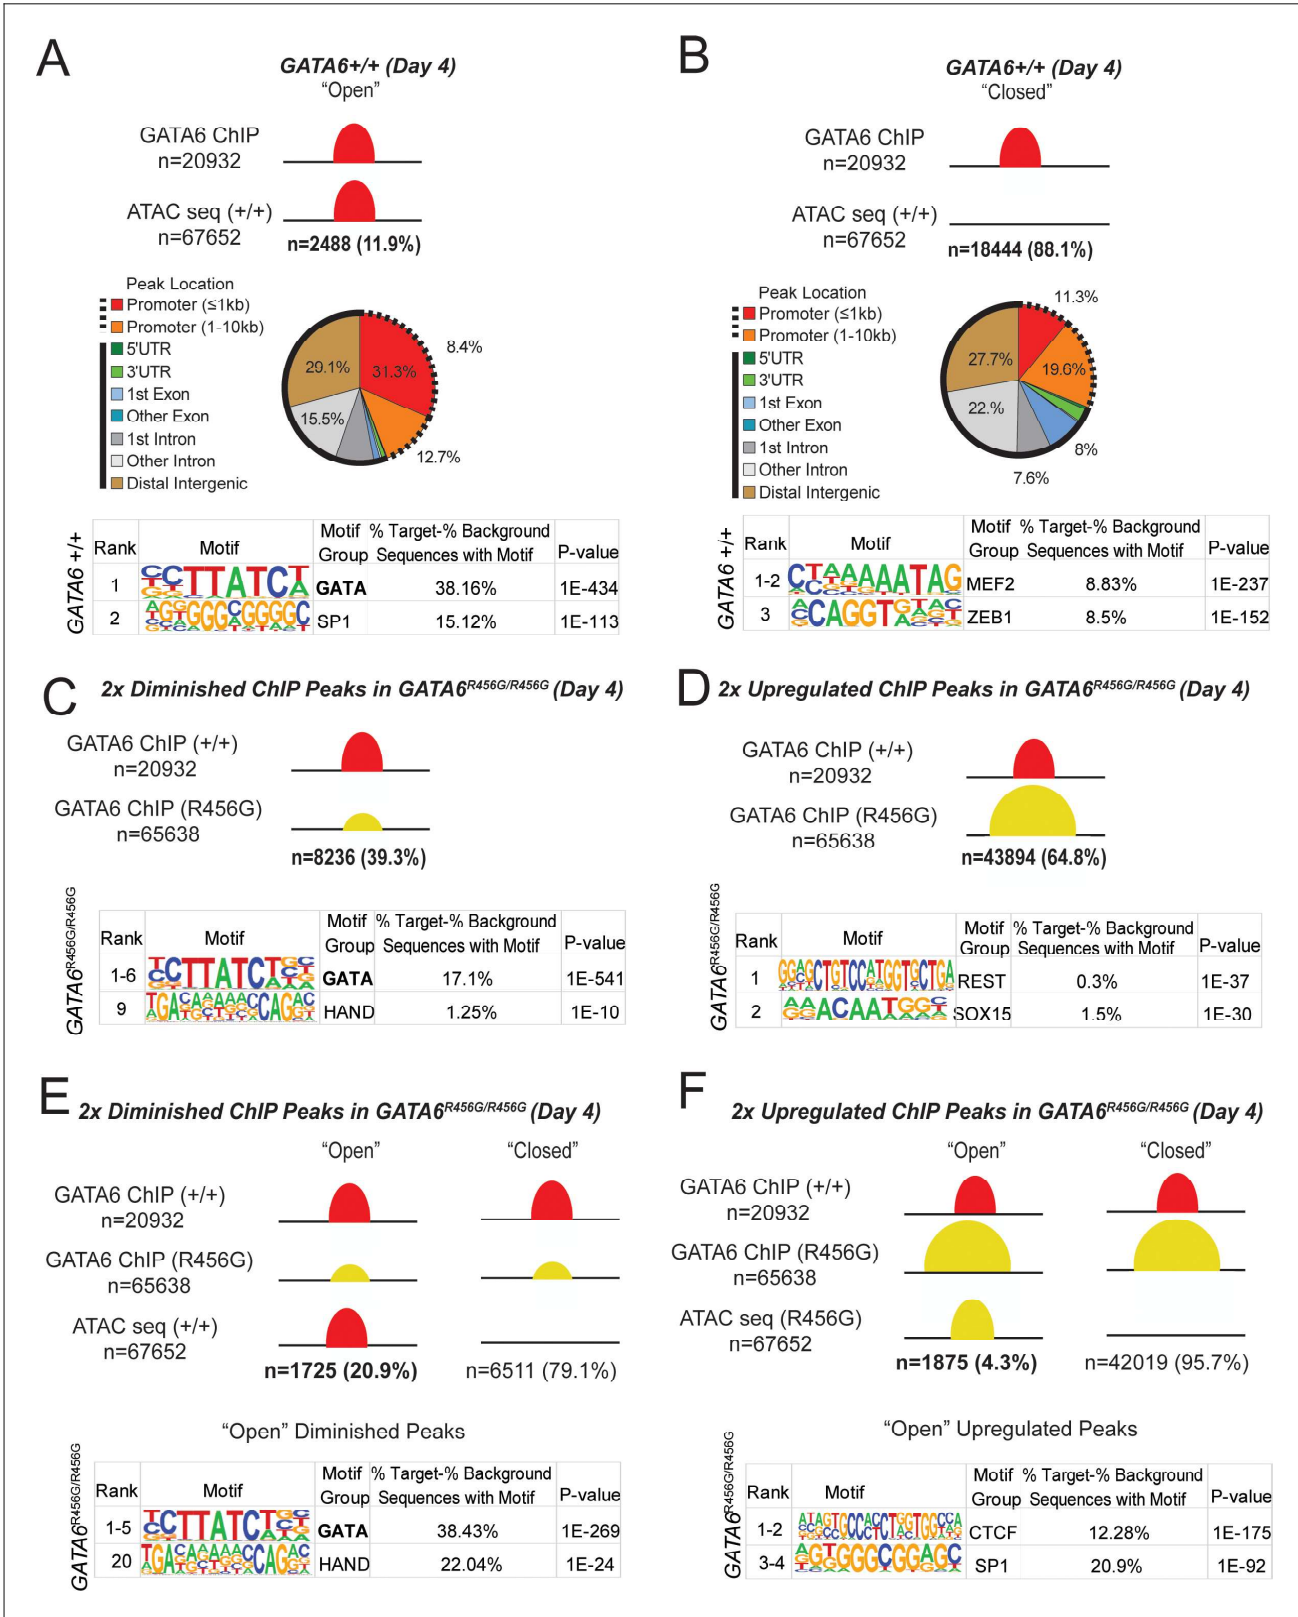 A
GATA6+/+ (Day 4)
“Open”
GATA6 ChIP
n=20932
ATAC seq (+/+)
n=67652
n=2488 (11.9%)
Peak Location
Promoter (≤1kb)
Promoter (1-10kb)
5'UTR
3'UTR
1st Exon
Other Exon
1st Intron
Other Intron
Distal Intergenic
8.4%
29.1%
31.3%
15.5%
12.7%
GATA6 +/+
Rank Motif Motif Group % Target-% Background Sequences with Motif P-value
1 GATA 38.16% 1E-434
2 SP1 15.12% 1E-113
B
GATA6+/+ (Day 4)
“Closed”
GATA6 ChIP
n=20932
ATAC seq (+/+)
n=67652
n=18444 (88.1%)
Peak Location
Promoter (≤1kb)
Promoter (1-10kb)
5'UTR
3'UTR
1st Exon
Other Exon
1st Intron
Other Intron
Distal Intergenic
11.3%
27.7%
19.6%
22.%
8%
7.6%
GATA6 +/+
Rank Motif Motif Group % Target-% Background Sequences with Motif P-value
1-2 MEF2 8.83% 1E-237
3 ZEB1 8.5% 1E-152
C
2x Diminished ChIP Peaks in GATA6R456G/R456G (Day 4)
GATA6 ChIP (+/+)
n=20932
GATA6 ChIP (R456G)
n=65638
n=8236 (39.3%)
GATA6R456G/R456G
Rank Motif Motif Group % Target-% Background Sequences with Motif P-value
1-6 GATA 17.1% 1E-541
9 HAND 1.25% 1E-10
D
2x Upregulated ChIP Peaks in GATA6R456G/R456G (Day 4)
GATA6 ChIP (+/+)
n=20932
GATA6 ChIP (R456G)
n=65638
n=43894 (64.8%)
GATA6R456G/R456G
Rank Motif Motif Group % Target-% Background Sequences with Motif P-value
1 REST 0.3% 1E-37
2 SOX15 1.5% 1E-30
E
2x Diminished ChIP Peaks in GATA6R456G/R456G (Day 4)
“Open” “Closed”
GATA6 ChIP (+/+)
n=20932
GATA6 ChIP (R456G)
n=65638
ATAC seq (+/+)
n=67652
n=1725 (20.9%) n=6511 (79.1%)
“Open” Diminished Peaks
GATA6R456G/R456G
Rank Motif Motif Group % Target-% Background Sequences with Motif P-value
1-5 GATA 38.43% 1E-269
20 HAND 22.04% 1E-24
F
2x Upregulated ChIP Peaks in GATA6R456G/R456G (Day 4)
“Open” “Closed”
GATA6 ChIP (+/+)
n=20932
GATA6 ChIP (R456G)
n=65638
ATAC seq (R456G)
n=67652
n=1875 (4.3%) n=42019 (95.7%)
“Open” Upregulated Peaks
GATA6R456G/R456G
Rank Motif Motif Group % Target-% Background Sequences with Motif P-value
1-2 CTCF 12.28% 1E-175
3-4 SP1 20.9% 1E-92